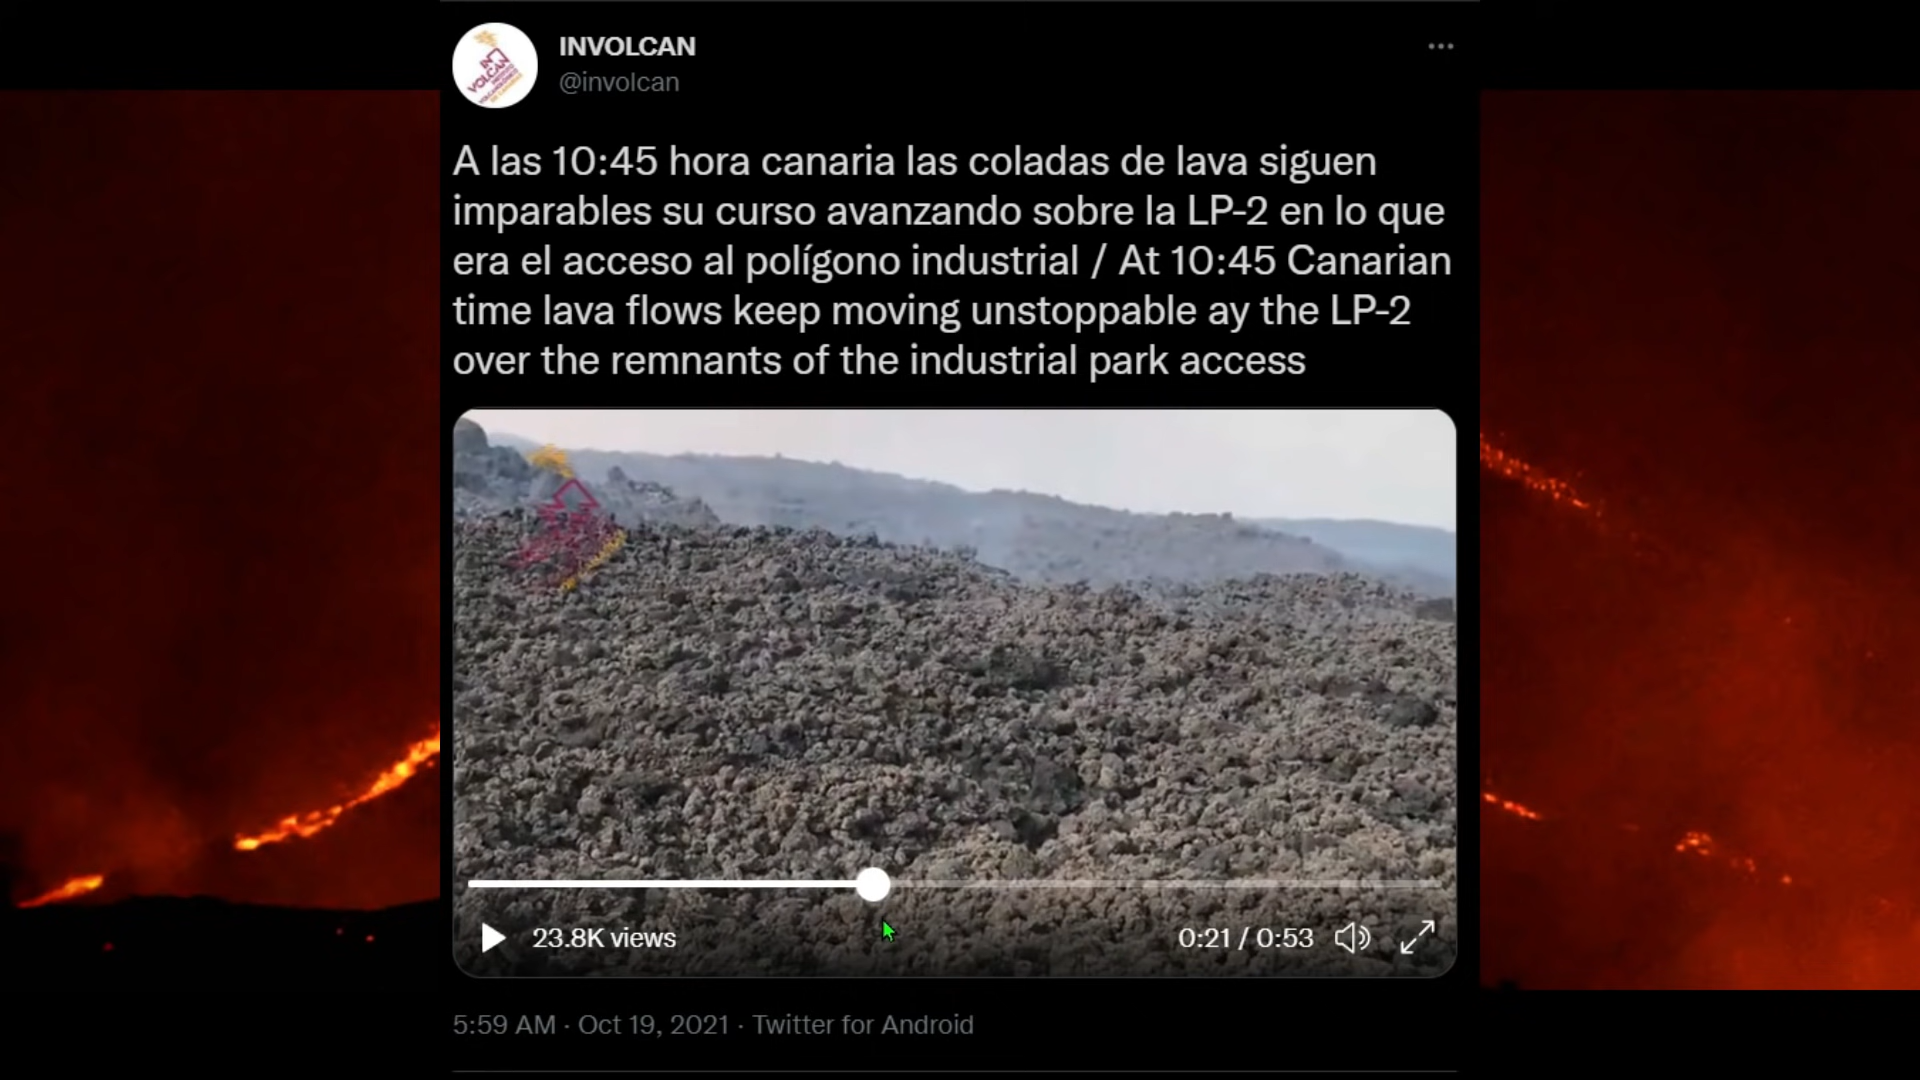 INVOLCAN
@involcan
A las 10:45 hora canaria las coladas de lava siguen
imparables su curso avanzando sobre la LP-2 en lo que
era el acceso al polígono industrial / At 10:45 Canarian
time lava flows keep moving unstoppable ay the LP-2
over the remnants of the industrial park access
23.8K views
0:21 / 0:53
5:59 AM · Oct 19, 2021 · Twitter for Android